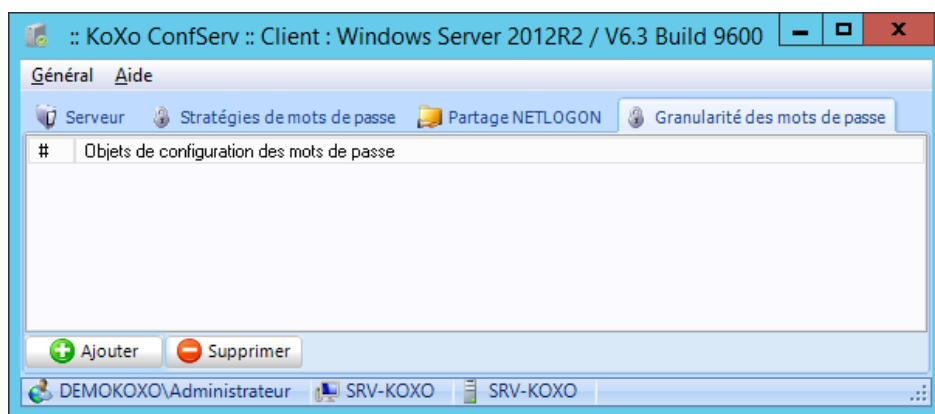 :: KoXo ConfServ :: Client : Windows Server 2012R2 / V6.3 Build 9600
Général Aide
Serveur Stratégies de mots de passe Partage NETLOGON Granularité des mots de passe
# Objets de configuration des mots de passe
Ajouter Supprimer
DEMOKOXO\Administrateur SRV-KOXO SRV-KOXO